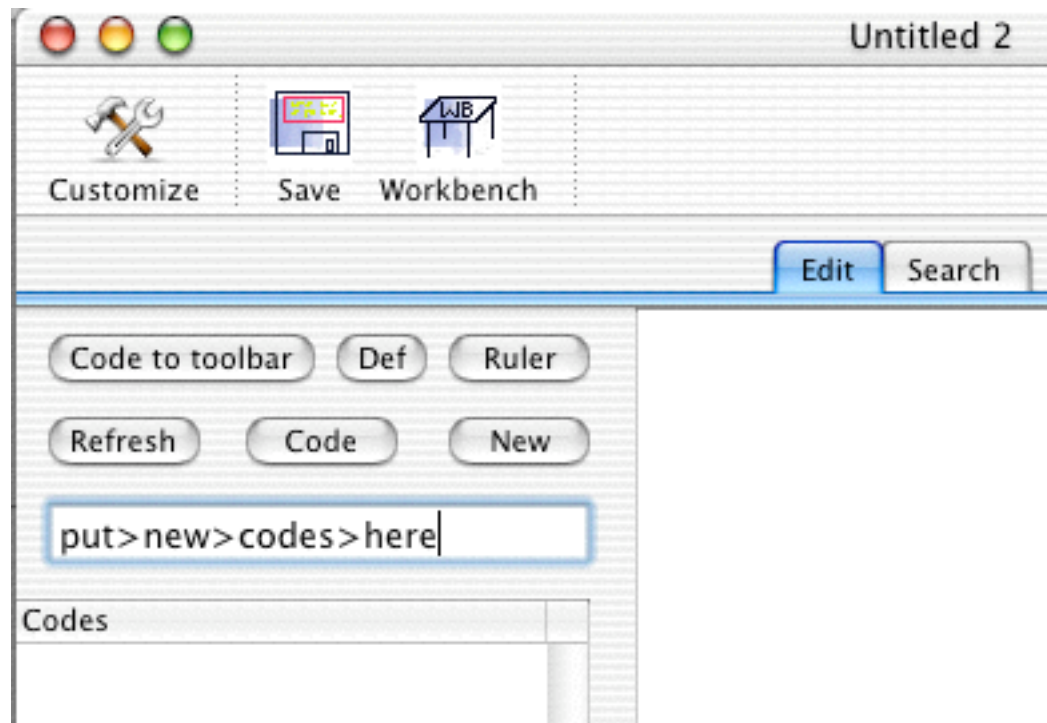 Untitled 2
WB
Customize Save Workbench
Edit Search
Code to toolbar Def Ruler
Refresh Code New
put>new>codes>here
Codes